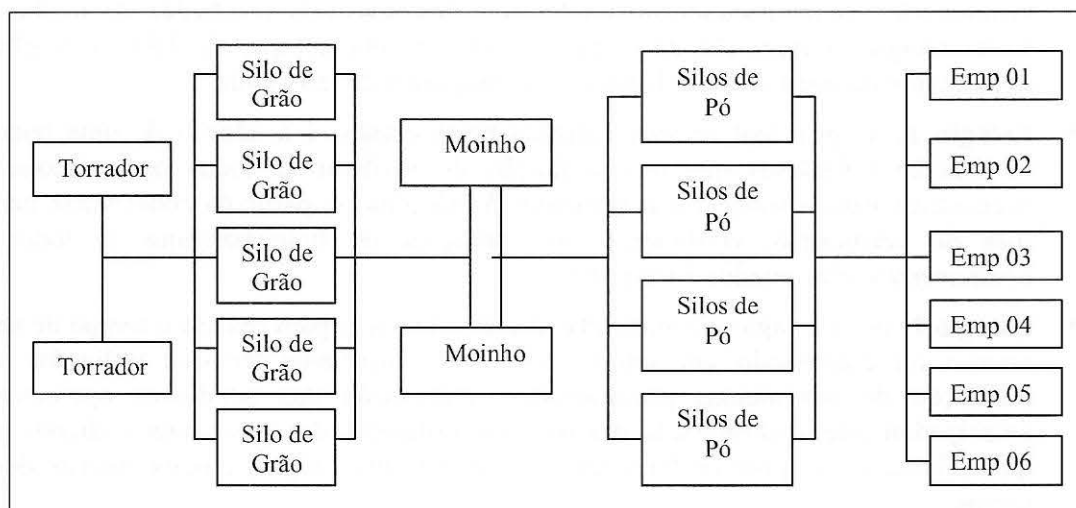 Torrador
Torrador
Silo de
Grão
Silo de
Grão
Silo de
Grão
Silo de
Grão
Silo de
Grão
Moinho
Moinho
Silos de
Pó
Silos de
Pó
Silos de
Pó
Silos de
Pó
Emp 01
Emp 02
Emp 03
Emp 04
Emp 05
Emp 06